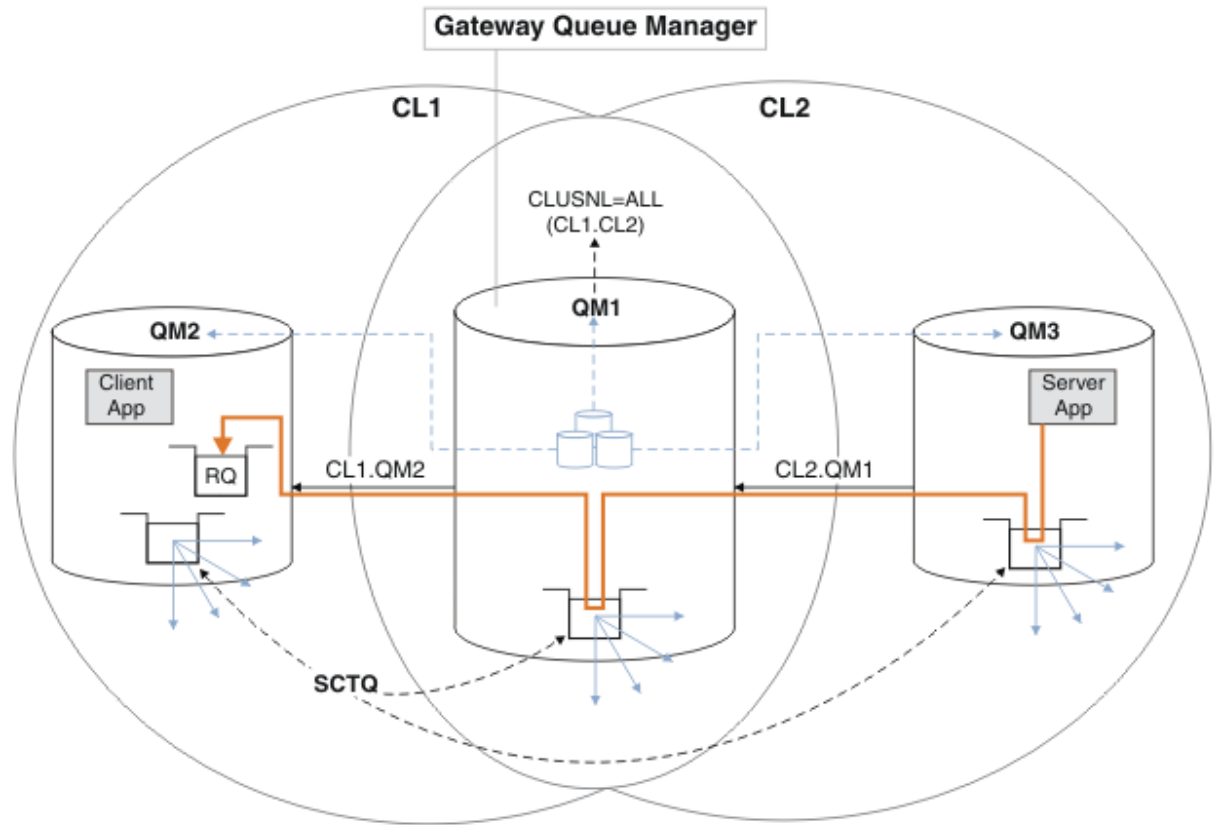 Gateway Queue Manager
CL1
CL2
CLUSNL=ALL
(CL1.CL2)
QM2
QM1
QM3
Client
App
Server
App
RQ
CL1.QM2
CL2.QM1
SCTQ